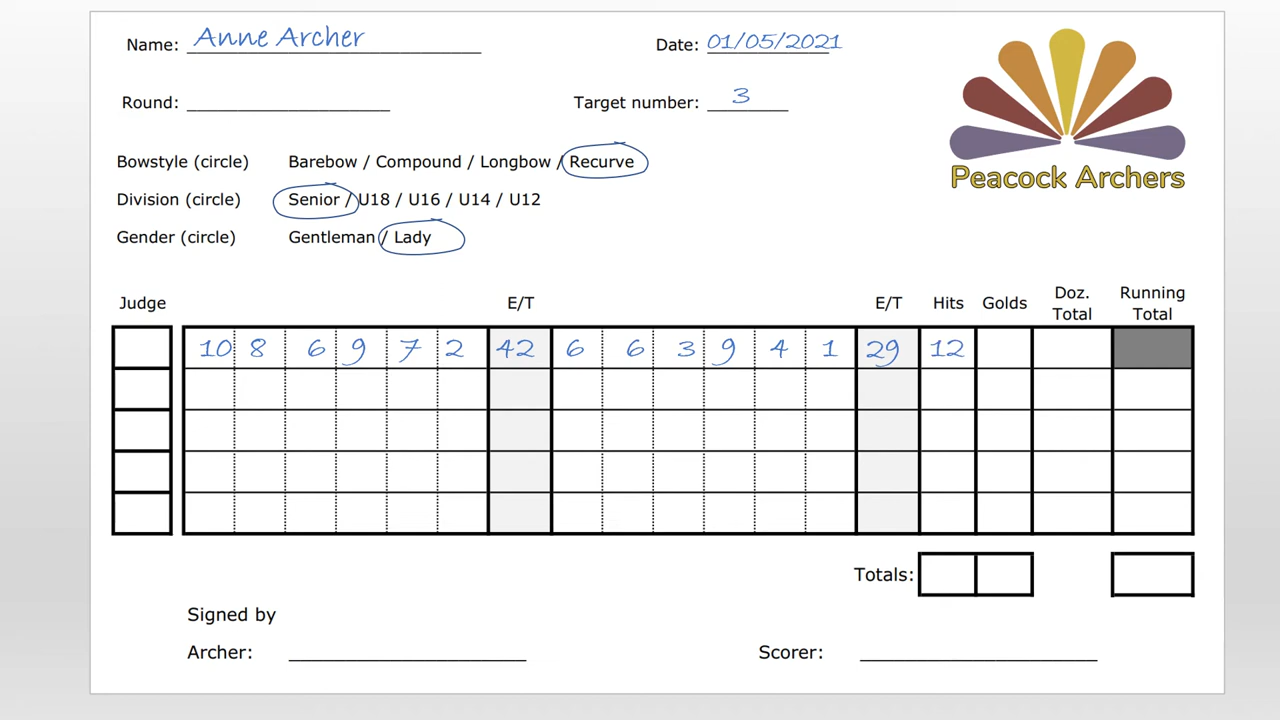 Name: Anne Archer Date: 01/05/2021
Round: Target number: 3
Peacock Archers
Bowstyle (circle) Barebow / Compound / Longbow / Recurve
Division (circle) Senior / U18 / U16 / U14 / U12
Gender (circle) Gentleman / Lady
Judge E/T E/T Hits Golds Doz. Total Running Total
10 8 6 9 7 2 42 6 6 3 9 4 1 29 12
Totals:
Signed by
Archer: Scorer: